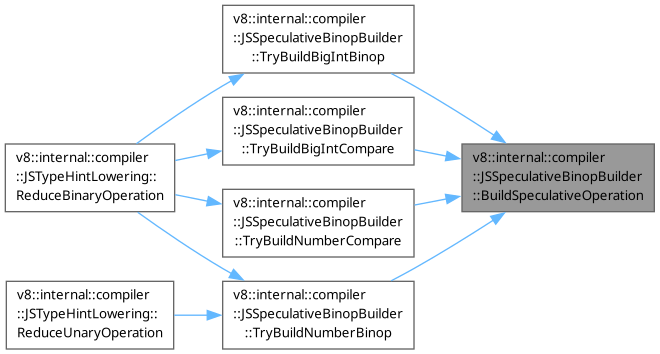 v8::internal::compiler
::JSSpeculativeBinopBuilder
::TryBuildBigIntBinop
v8::internal::compiler
::JSSpeculativeBinopBuilder
::TryBuildBigIntCompare
v8::internal::compiler
::JSTypeHintLowering::
ReduceBinaryOperation
v8::internal::compiler
::JSSpeculativeBinopBuilder
::BuildSpeculativeOperation
v8::internal::compiler
::JSSpeculativeBinopBuilder
::TryBuildNumberCompare
v8::internal::compiler
::JSTypeHintLowering::
ReduceUnaryOperation
v8::internal::compiler
::JSSpeculativeBinopBuilder
::TryBuildNumberBinop